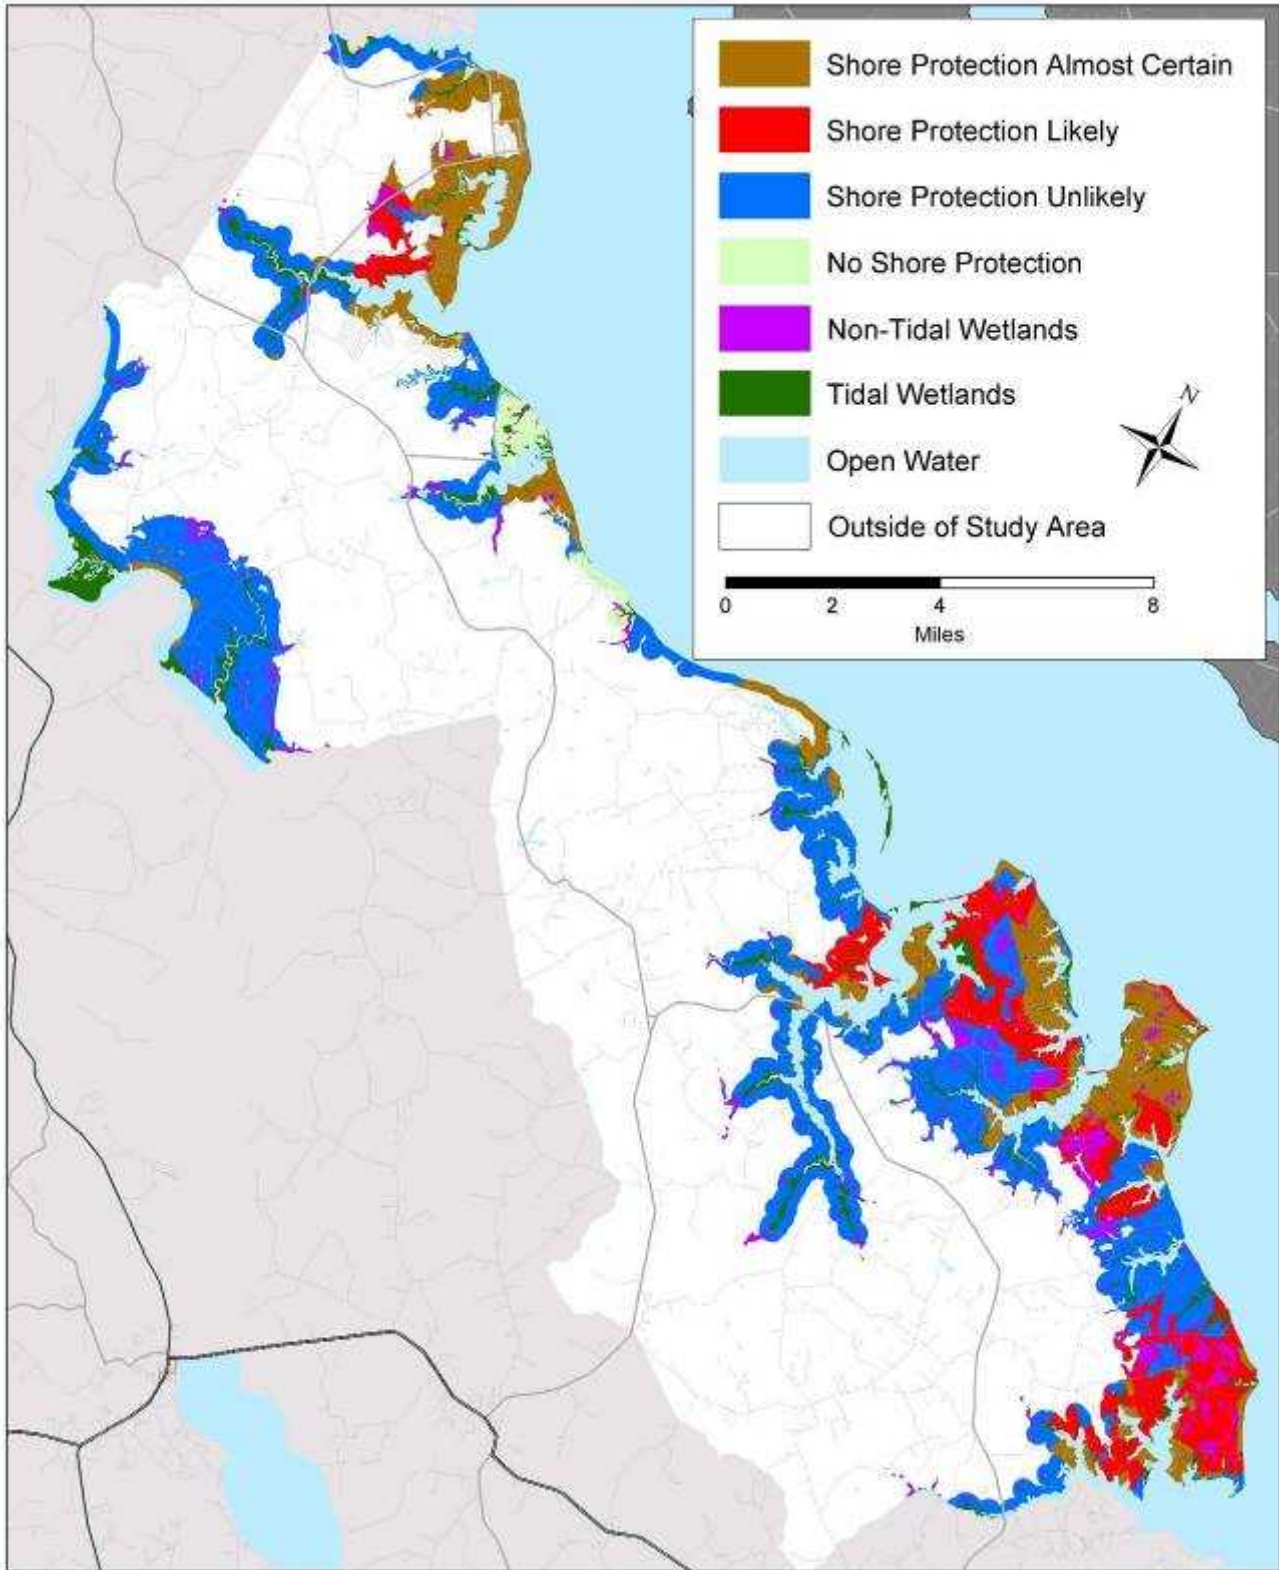 Shore Protection Almost Certain
Shore Protection Likely
Shore Protection Unlikely
No Shore Protection
Non-Tidal Wetlands
Tidal Wetlands
N
Open Water
Outside of Study Area
0 2 4 8
Miles